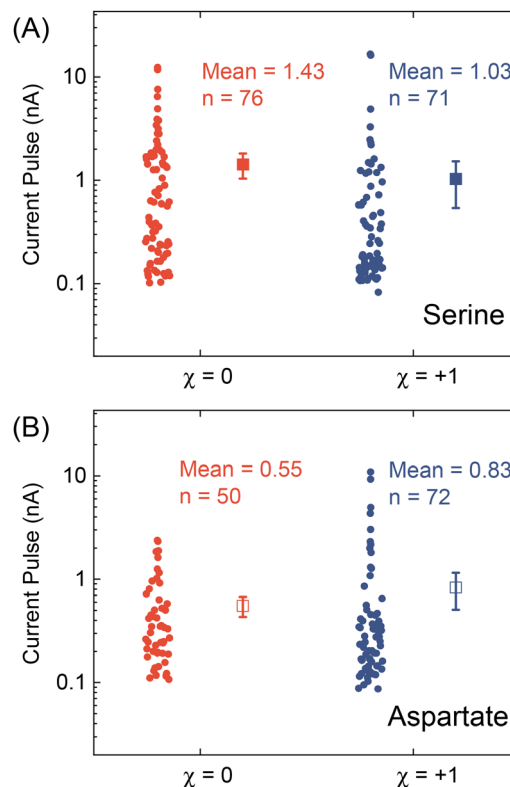 (A)
Current Pulse (nA)
10
1
0.1
Mean = 1.43
n = 76
Mean = 1.03
n = 71
Serine
χ = 0
χ = +1
(B)
Current Pulse (nA)
10
1
0.1
Mean = 0.55
n = 50
Mean = 0.83
n = 72
Aspartate
χ = 0
χ = +1